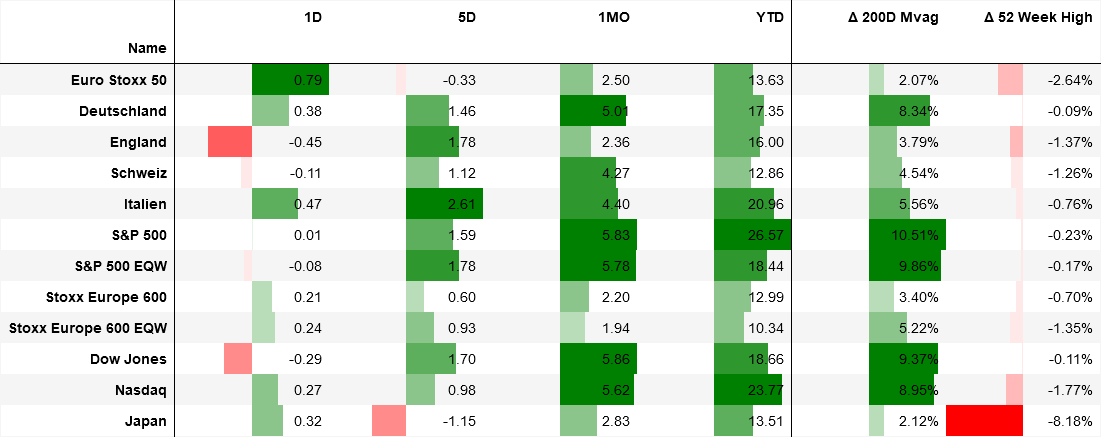 1D 5D 1MO YTD Δ 200D Mvag Δ 52 Week High
Name
Euro Stoxx 50 0.79 -0.33 2.50 13.63 2.07% -2.64%
Deutschland 0.38 1.46 5.01 17.35 8.34% -0.09%
England -0.45 1.78 2.36 16.00 3.79% -1.37%
Schweiz -0.11 1.12 4.27 12.86 4.54% -1.26%
Italien 0.47 2.61 4.40 20.96 5.56% -0.76%
S&P 500 0.01 1.59 5.83 26.57 10.51% -0.23%
S&P 500 EQW -0.08 1.78 5.78 18.44 9.86% -0.17%
Stoxx Europe 600 0.21 0.60 2.20 12.99 3.40% -0.70%
Stoxx Europe 600 EQW 0.24 0.93 1.94 10.34 5.22% -1.35%
Dow Jones -0.29 1.70 5.86 18.66 9.37% -0.11%
Nasdaq 0.27 0.98 5.62 23.77 8.95% -1.77%
Japan 0.32 -1.15 2.83 13.51 2.12% -8.18%